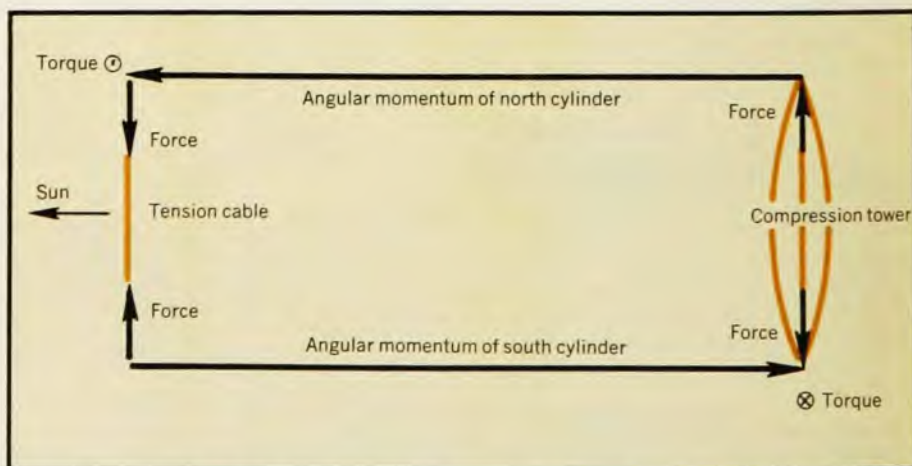 Torque
Angular momentum of north cylinder
Force
Force
Sun
Tension cable
Compression tower
Force
Force
Angular momentum of south cylinder
Torque